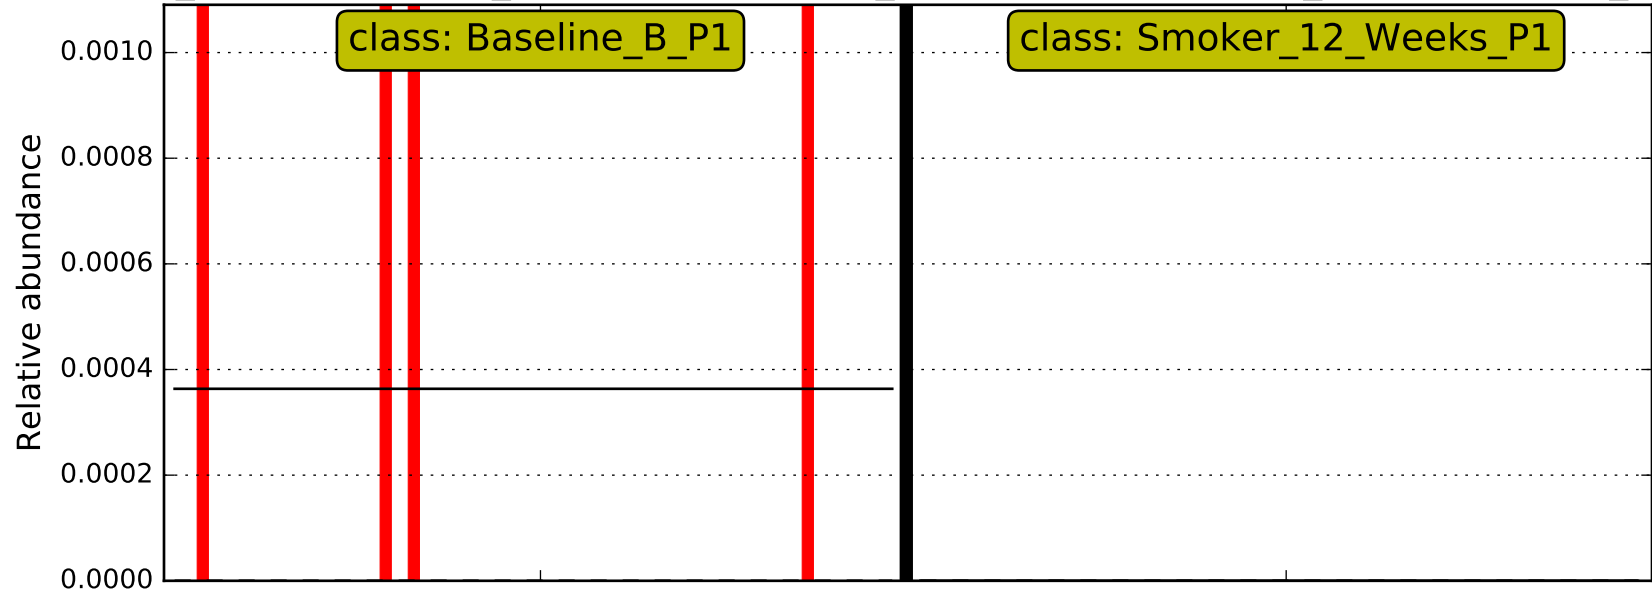 class: Baseline_B_P1
class: Smoker_12_Weeks_P1
0.0010
0.0008
0.0006
0.0004
0.0002
0.0000
Relative abundance